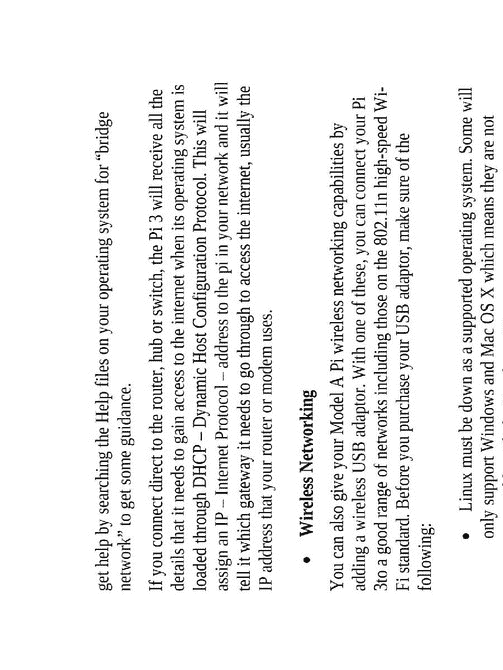 get help by searching the Help files on your operating system for “bridge
network” to get some guidance.
If you connect direct to the router, hub or switch, the Pi 3 will receive all the
details that it needs to gain access to the internet when its operating system is
loaded through DHCP – Dynamic Host Configuration Protocol. This will
assign an IP – Internet Protocol – address to the pi in your network and it will
tell it which gateway it needs to go through to access the internet, usually the
IP address that your router or modem uses.
• Wireless Networking
You can also give your Model A Pi wireless networking capabilities by
adding a wireless USB adaptor. With one of these, you can connect your Pi
3to a good range of networks including those on the 802.11n high-speed Wi-
Fi standard. Before you purchase your USB adaptor, make sure of the
following:
• Linux must be down as a supported operating system. Some will
only support Windows and Mac OS X which means they are not